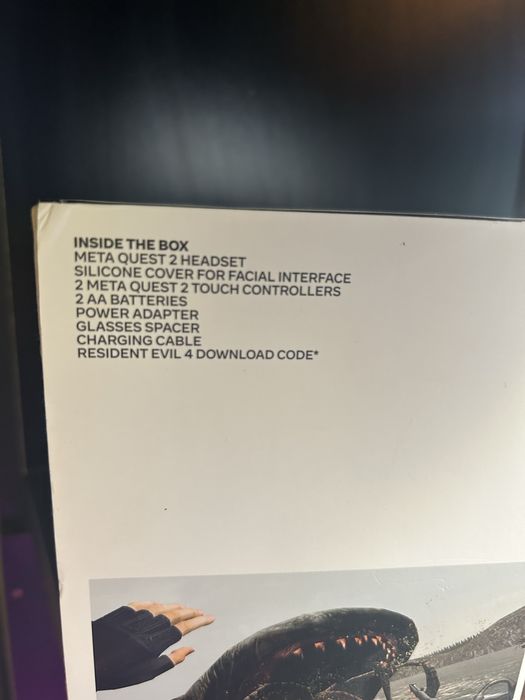 INSIDE THE BOX
META QUEST 2 HEADSET
SILICONE COVER FOR FACIAL INTERFACE
2 META QUEST 2 TOUCH CONTROLLERS
2 AA BATTERIES
POWER ADAPTER
GLASSES SPACER
CHARGING CABLE
RESIDENT EVIL 4 DOWNLOAD CODE*